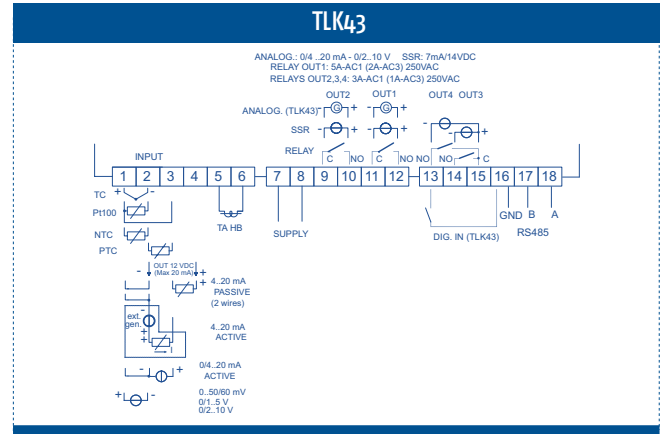 TLK43
ANALOG.: 0/4 ..20 mA - 0/2..10 V SSR: 7mA/14VDC
RELAY OUT1: 5A-AC1 (2A-AC3) 250VAC
RELAYS OUT2,3,4: 3A-AC1 (1A-AC3) 250VAC
OUT2 OUT1 OUT4 OUT3
ANALOG. (TLK43) - G + - G +
SSR - + - + - +
RELAY C NO C NO NO NO C
INPUT
1 2 3 4 5 6 7 8 9 10 11 12 13 14 15 16 17 18
TC + -
Pt100
NTC
PTC
TA HB
SUPPLY
DIG. IN (TLK43)
GND B A
RS485
- OUT 12 VDC +
(Max 20 mA) +
4..20 mA
PASSIVE
(2 wires)
-
ext.
gen.
+
+
- I
4..20 mA
ACTIVE
- +
0/4..20 mA
ACTIVE
+ -
0..50/60 mV
0/1..5 V
0/2..10 V